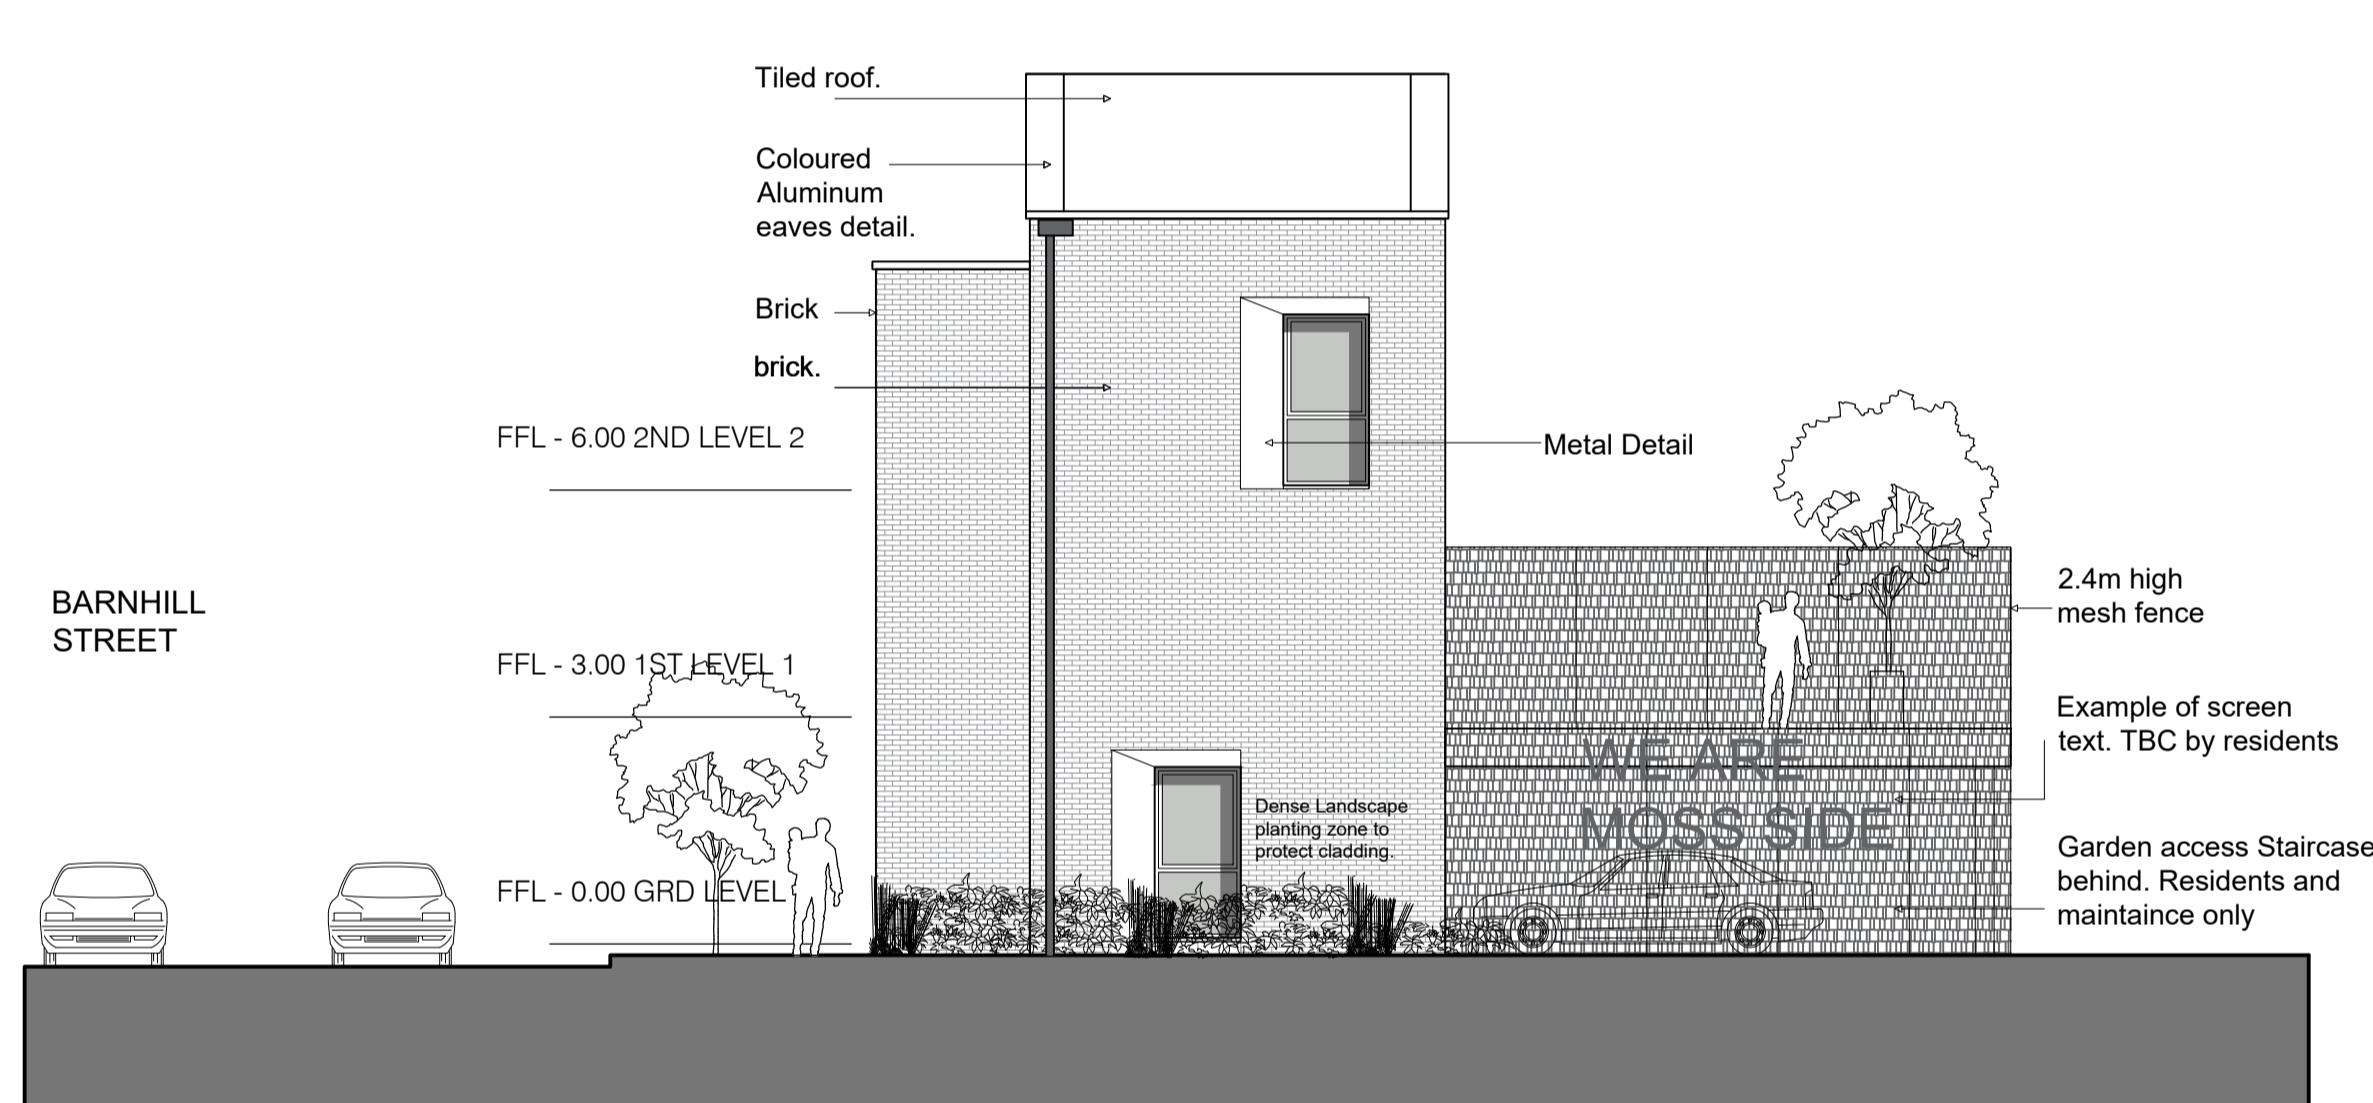 Tiled roof.
Coloured
Aluminum
eaves detail.
Brick
brick.
FFL - 6.00 2ND LEVEL 2
Metal Detail
BARNHILL
STREET
FFL - 3.00 1ST LEVEL 1
2.4m high
mesh fence
Example of screen
text. TBC by residents
WE ARE
MOSS SIDE
Dense Landscape
planting zone to
protect cladding.
FFL - 0.00 GRD LEVEL
Garden access Staircase
behind. Residents and
maintaince only